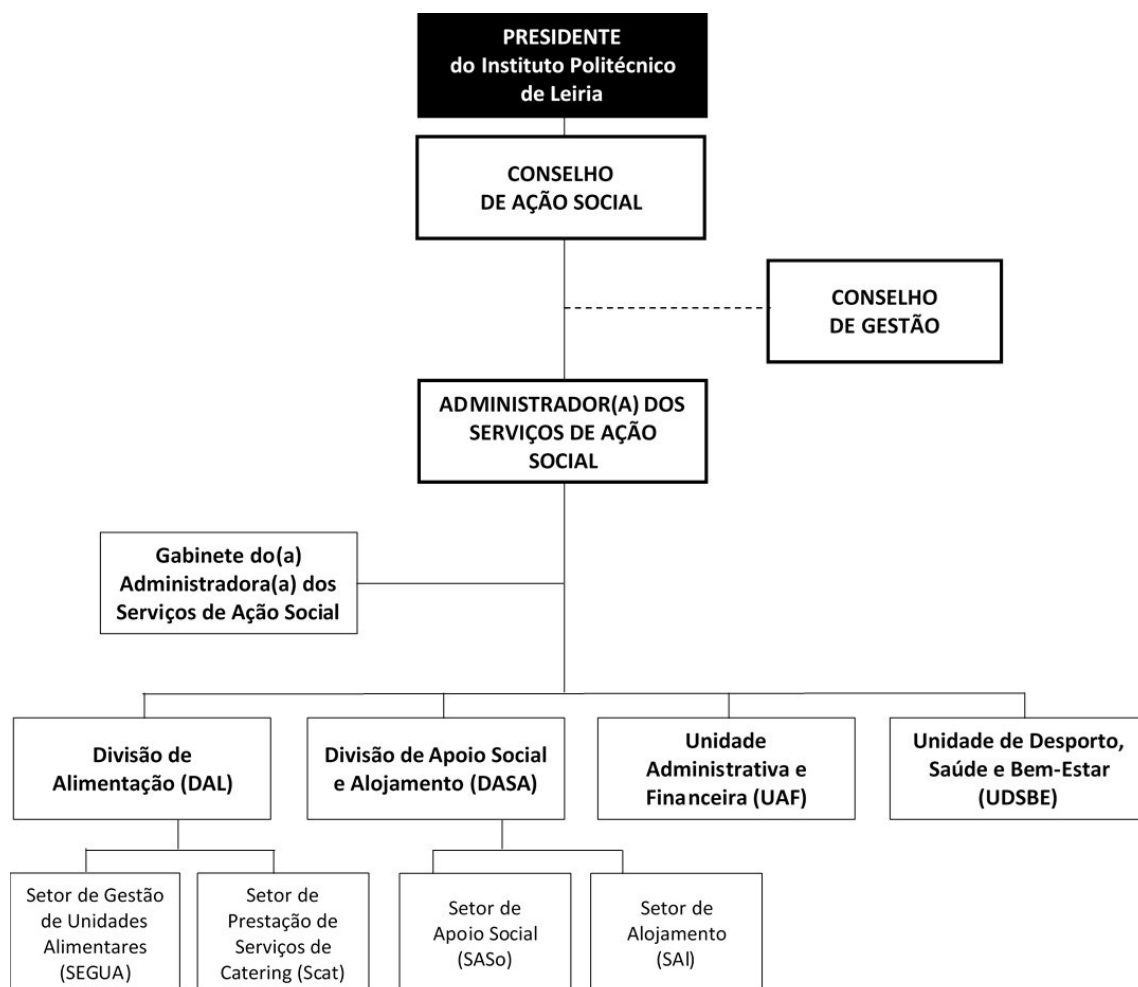 PRESIDENTE
do Instituto Politécnico
de Leiria
CONSELHO
DE AÇÃO SOCIAL
CONSELHO
DE GESTÃO
ADMINISTRADOR(A) DOS
SERVIÇOS DE AÇÃO
SOCIAL
Gabinete do(a)
Administradora(a) dos
Serviços de Ação Social
Divisão de
Alimentação (DAL)
Divisão de Apoio Social
e Alojamento (DASA)
Unidade
Administrativa e
Financeira (UAF)
Unidade de Desporto,
Saúde e Bem-Estar
(UDSBE)
Setor de Gestão
de Unidades
Alimentares
(SEGUA)
Setor de
Prestação de
Serviços de
Catering (Scat)
Setor de
Apoio Social
(SASo)
Setor de
Alojamento
(SAl)